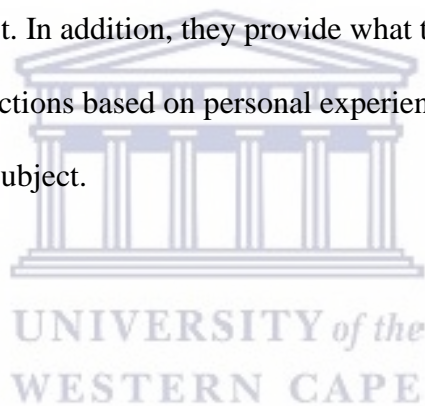 t. In addition, they provide what t
ctions based on personal experien
ubject.
UNIVERSITY of the
WESTERN CAPE